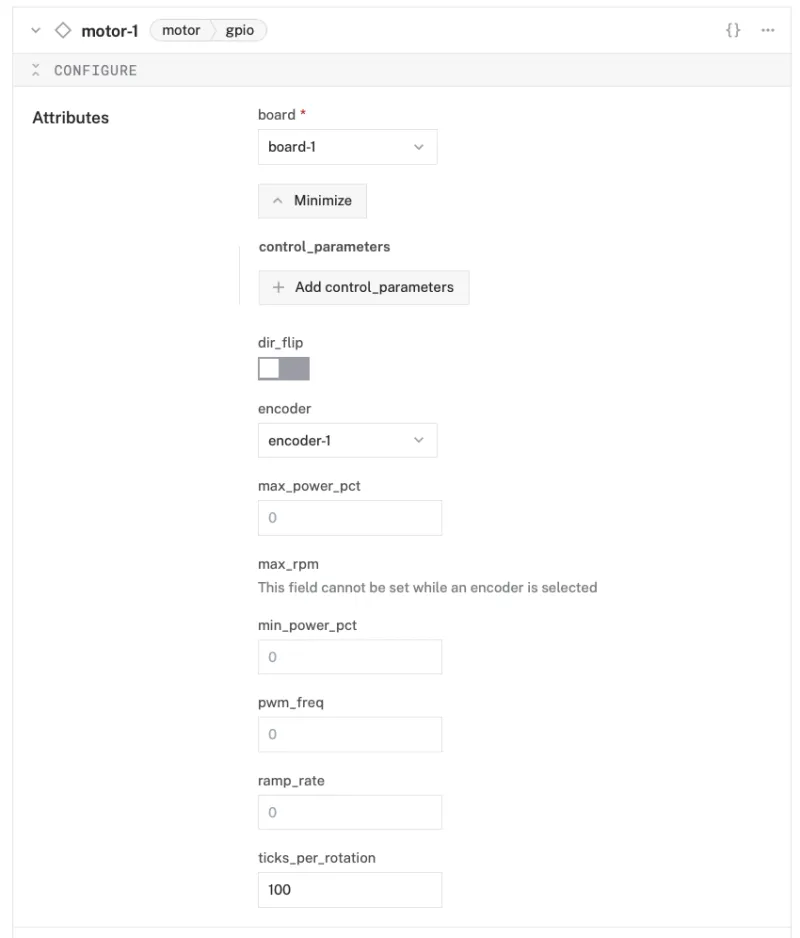 motor-1 motor gpio {} ...
CONFIGURE
Attributes
board *
board-1
Minimize
control_parameters
+ Add control_parameters
dir_flip
encoder
encoder-1
max_power_pct
0
max_rpm
This field cannot be set while an encoder is selected
min_power_pct
0
pwm_freq
0
ramp_rate
0
ticks_per_rotation
100